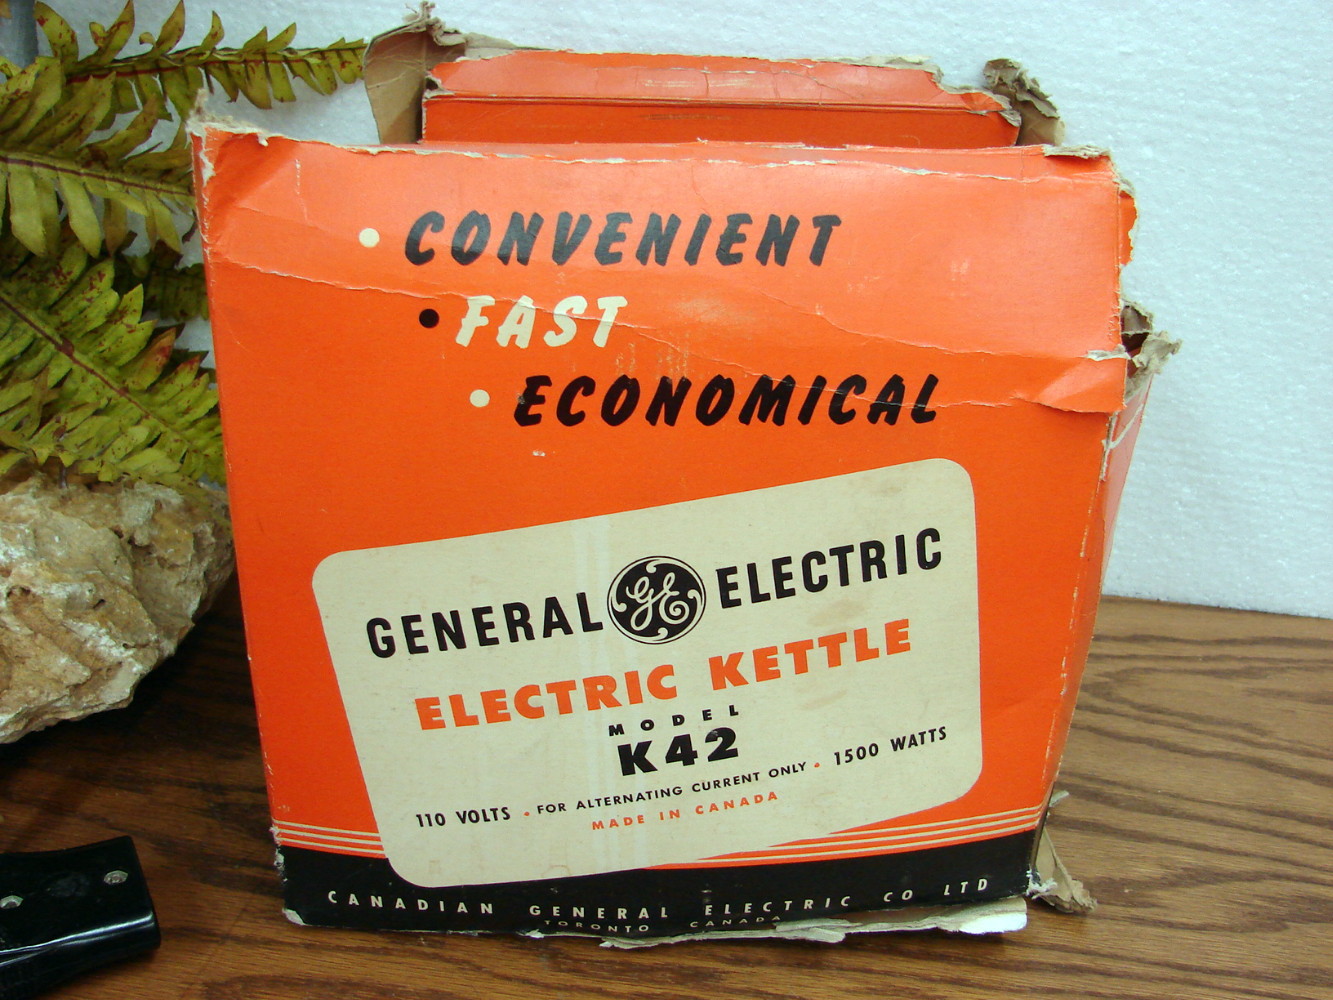 • CONVENIENT
• FAST
• ECONOMICAL
GENERAL GE ELECTRIC
ELECTRIC KETTLE
MODEL
K42
110 VOLTS • FOR ALTERNATING CURRENT ONLY • 1500 WATTS
MADE IN CANADA
CANADIAN GENERAL ELECTRIC CO LTD
TORONTO CANADA